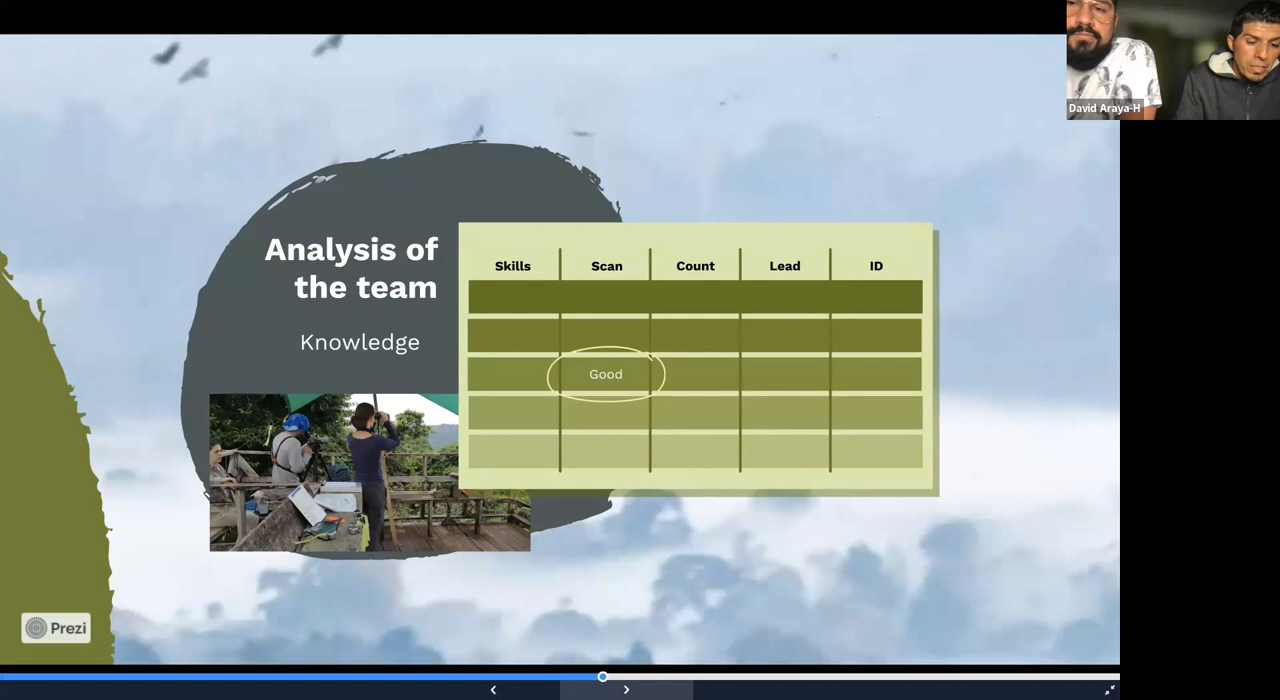 David Araya-H
Analysis of
the team
Knowledge
Skills Scan Count Lead ID
Good
Prezi